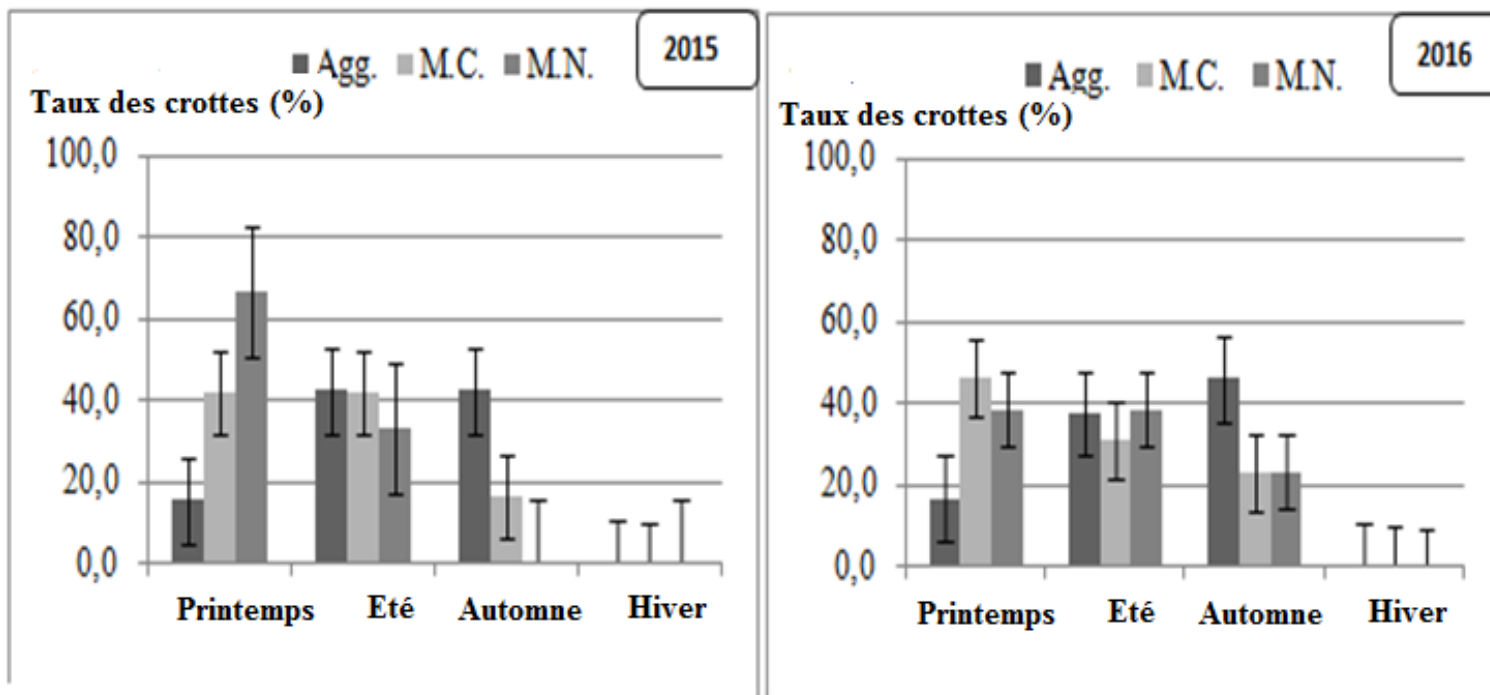 2015
Agg. M.C. M.N.
Taux des crottes (%)
100,0
80,0
60,0
40,0
20,0
0,0
Printemps Eté Automne Hiver
2016
Agg. M.C. M.N.
Taux des crottes (%)
100,0
80,0
60,0
40,0
20,0
0,0
Printemps Eté Automne Hiver